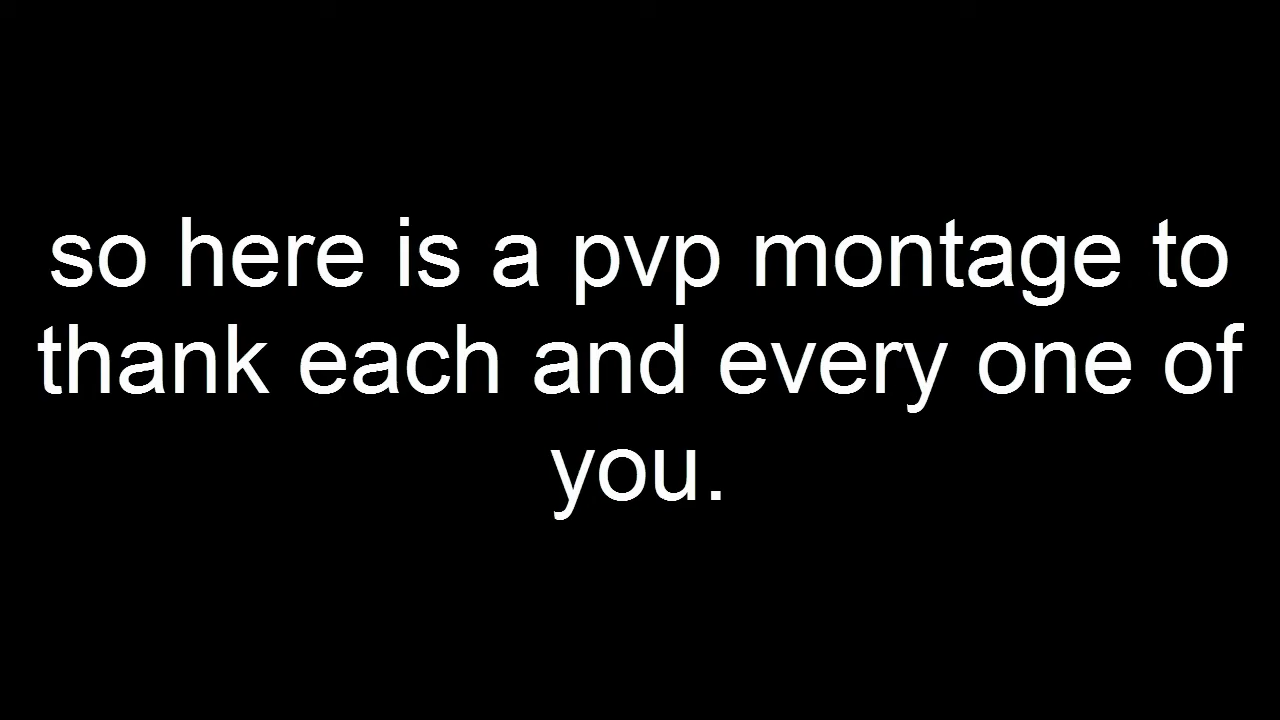 so here is a pvp montage to
thank each and every one of
you.